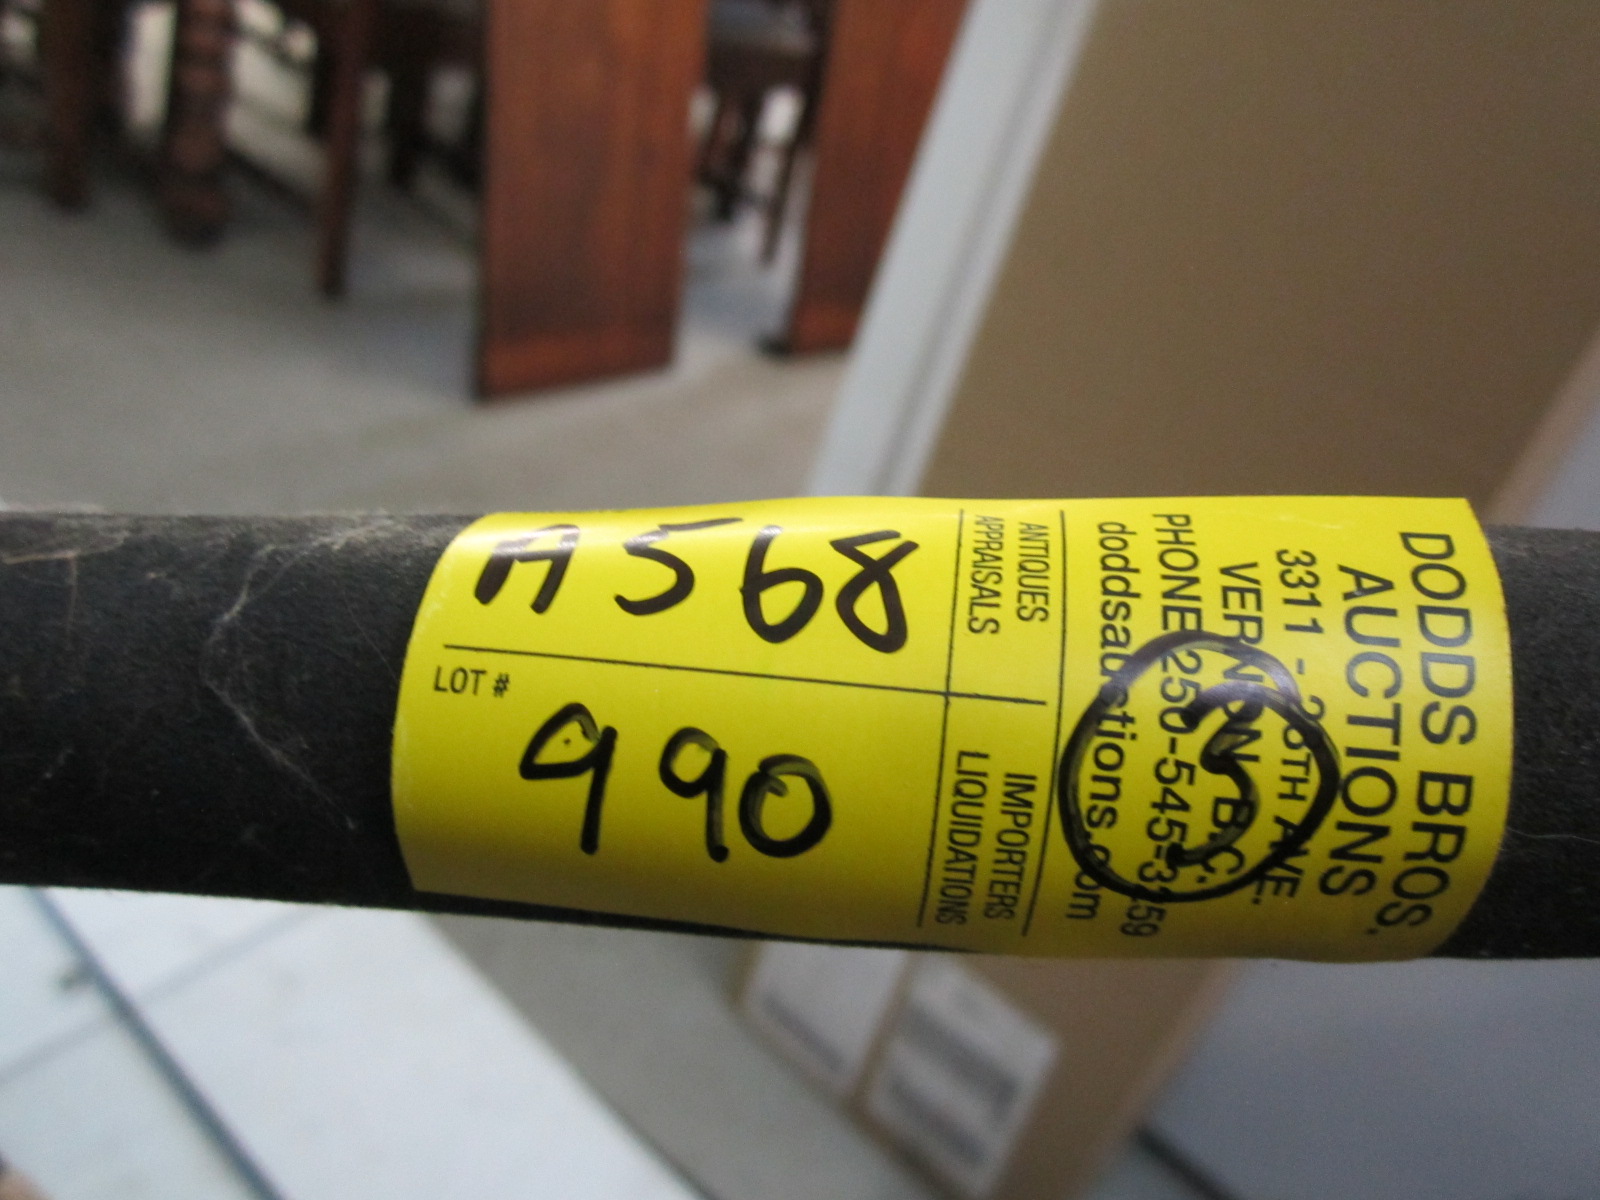 A568
LOT #
990
ANTIQUES
APPRAISALS
IMPORTERS
LIQUIDATIONS
DODDS BROS.
AUCTIONS
3311 - AVE.
VERNON B.C.
PHONE 250-545-3259
doddsauctions.com
3